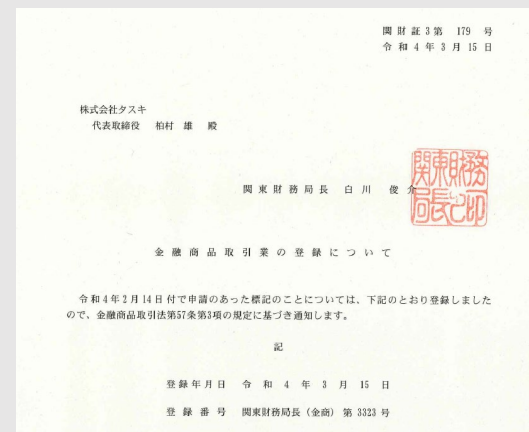 関財証3第 179 号
令和4年3月15日
株式会社タスキ
代表取締役 柏村 雄 殿
関東財務局長 白川 俊介
関東財務局長之印
金融商品取引業の登録について
令和4年2月14日付で申請のあった標記のことについては、下記のとおり登録しました
ので、金融商品取引法第57条第3項の規定に基づき通知します。
記
登録年月日 令和4年3月15日
登録番号 関東財務局長(金商)第3323号